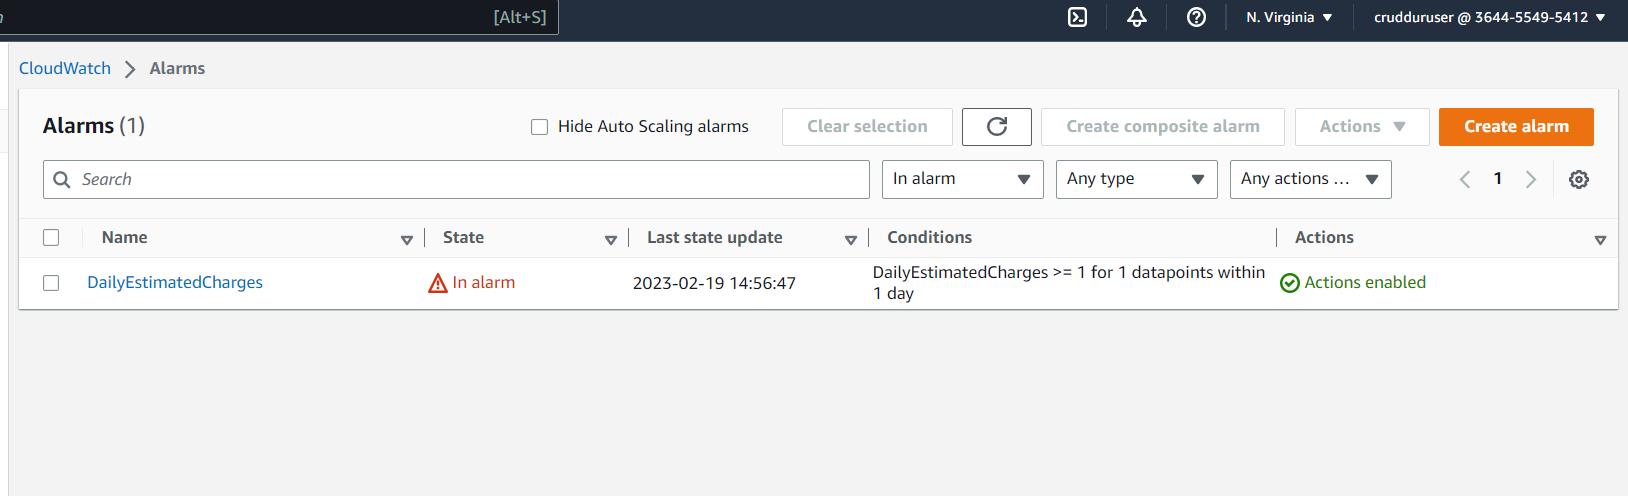 [Alt+S]
N. Virginia
crudduruser @ 3644-5549-5412
CloudWatch
Alarms
Alarms (1)
Hide Auto Scaling alarms
Clear selection
Create composite alarm
Actions
Create alarm
Search
In alarm
Any type
Any actions ...
1
Name
State
Last state update
Conditions
Actions
DailyEstimatedCharges
In alarm
2023-02-19 14:56:47
DailyEstimatedCharges >= 1 for 1 datapoints within
1 day
Actions enabled